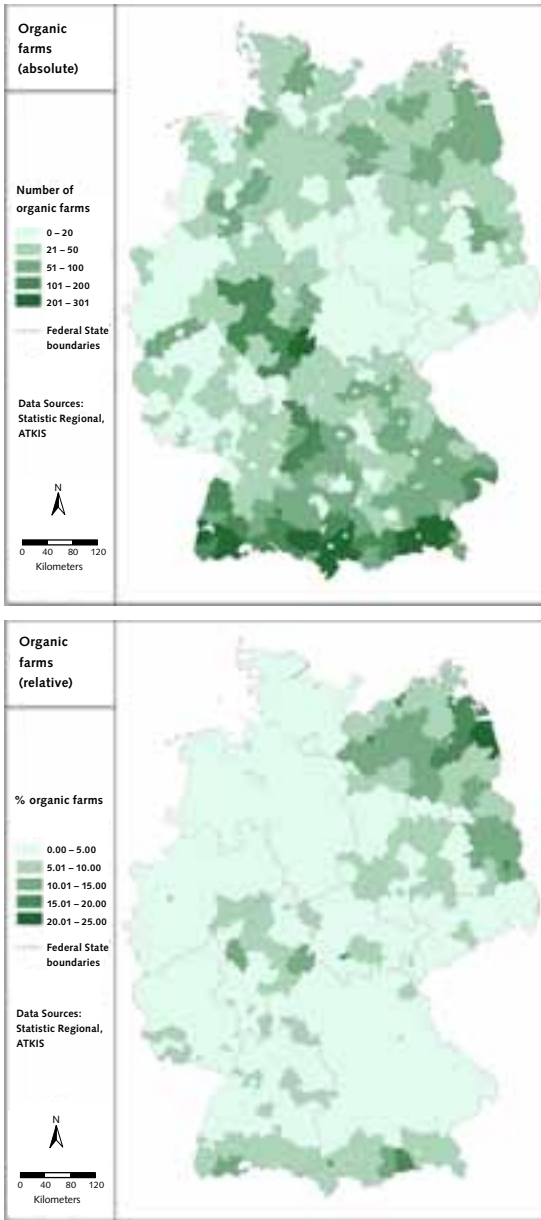 Organic
farms
(absolute)
Number of
organic farms
0 – 20
21 – 50
51 – 100
101 – 200
201 – 301
Federal State
boundaries
Data Sources:
Statistic Regional,
ATKIS
N
0 40 80 120
Kilometers
Organic
farms
(relative)
% organic farms
0.00 – 5.00
5.01 – 10.00
10.01 – 15.00
15.01 – 20.00
20.01 – 25.00
Federal State
boundaries
Data Sources:
Statistic Regional,
ATKIS
N
0 40 80 120
Kilometers